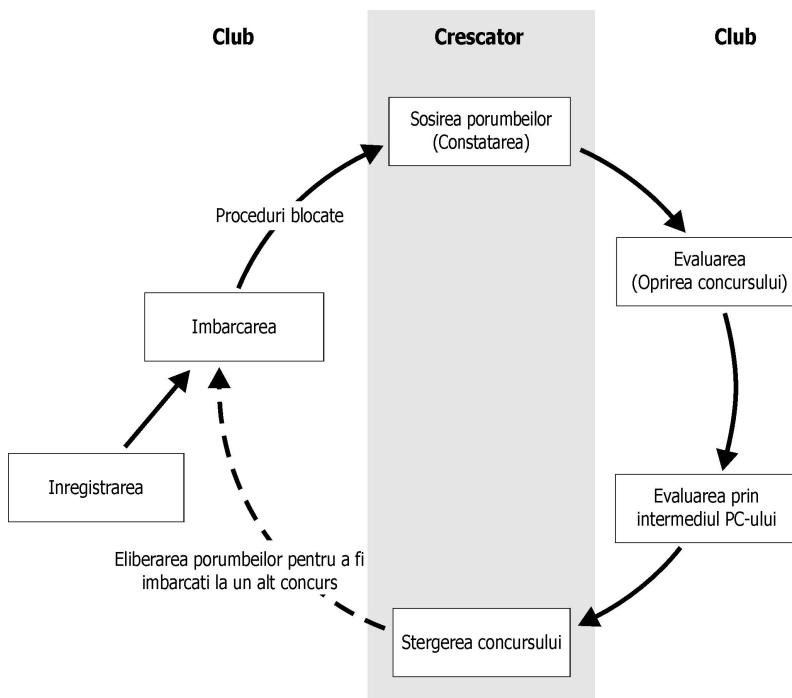 Club
Crescator
Club
Sosirea porumbeilor
(Constatarea)
Proceduri blocate
Evaluarea
(Oprirea concursului)
Imbarcarea
Inregistrarea
Evaluarea prin
intermediul PC-ului
Eliberarea porumbeilor pentru a fi
imbarcati la un alt concurs
Stergerea concursului